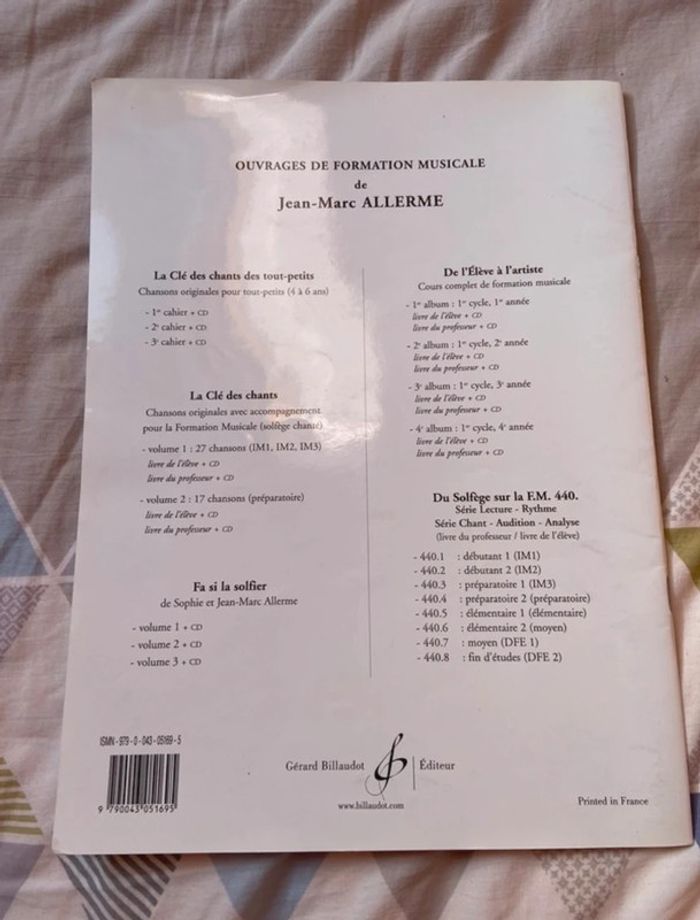 OUVRAGES DE FORMATION MUSICALE
de
Jean-Marc ALLERME
La Clé des chants des tout-petits
Chansons originales pour tout-petits (4 à 6 ans)
- 1er cahier + CD
- 2e cahier + CD
- 3e cahier + CD
La Clé des chants
Chansons originales avec accompagnement
pour la Formation Musicale (solfège chanté)
- volume 1 : 27 chansons (IM1, IM2, IM3)
livre de l'élève + CD
livre du professeur + CD
- volume 2 : 17 chansons (préparatoire)
livre de l'élève + CD
livre du professeur + CD
Fa si la solfier
de Sophie et Jean-Marc Allerme
- volume 1 + CD
- volume 2 + CD
- volume 3 + CD
De l'Élève à l'artiste
Cours complet de formation musicale
- 1er album : 1er cycle, 1re année
livre de l'élève + CD
livre du professeur + CD
- 2e album : 1er cycle, 2e année
livre de l'élève + CD
livre du professeur + CD
- 3e album : 1er cycle, 3e année
livre de l'élève + CD
livre du professeur + CD
- 4e album : 1er cycle, 4e année
livre de l'élève + CD
livre du professeur + CD
Du Solfège sur la F.M. 440.
Série Lecture - Rythme
Série Chant - Audition - Analyse
(livre du professeur / livre de l'élève)
- 440.1 : débutant 1 (IM1)
- 440.2 : débutant 2 (IM2)
- 440.3 : préparatoire 1 (IM3)
- 440.4 : préparatoire 2 (préparatoire)
- 440.5 : élémentaire 1 (élémentaire)
- 440.6 : élémentaire 2 (moyen)
- 440.7 : moyen (DFE 1)
- 440.8 : fin d'études (DFE 2)
ISMN - 979 - 0 - 043 - 05169 - 5
9 790043 051695
Gérard Billaudot Éditeur
www.billaudot.com
Printed in France